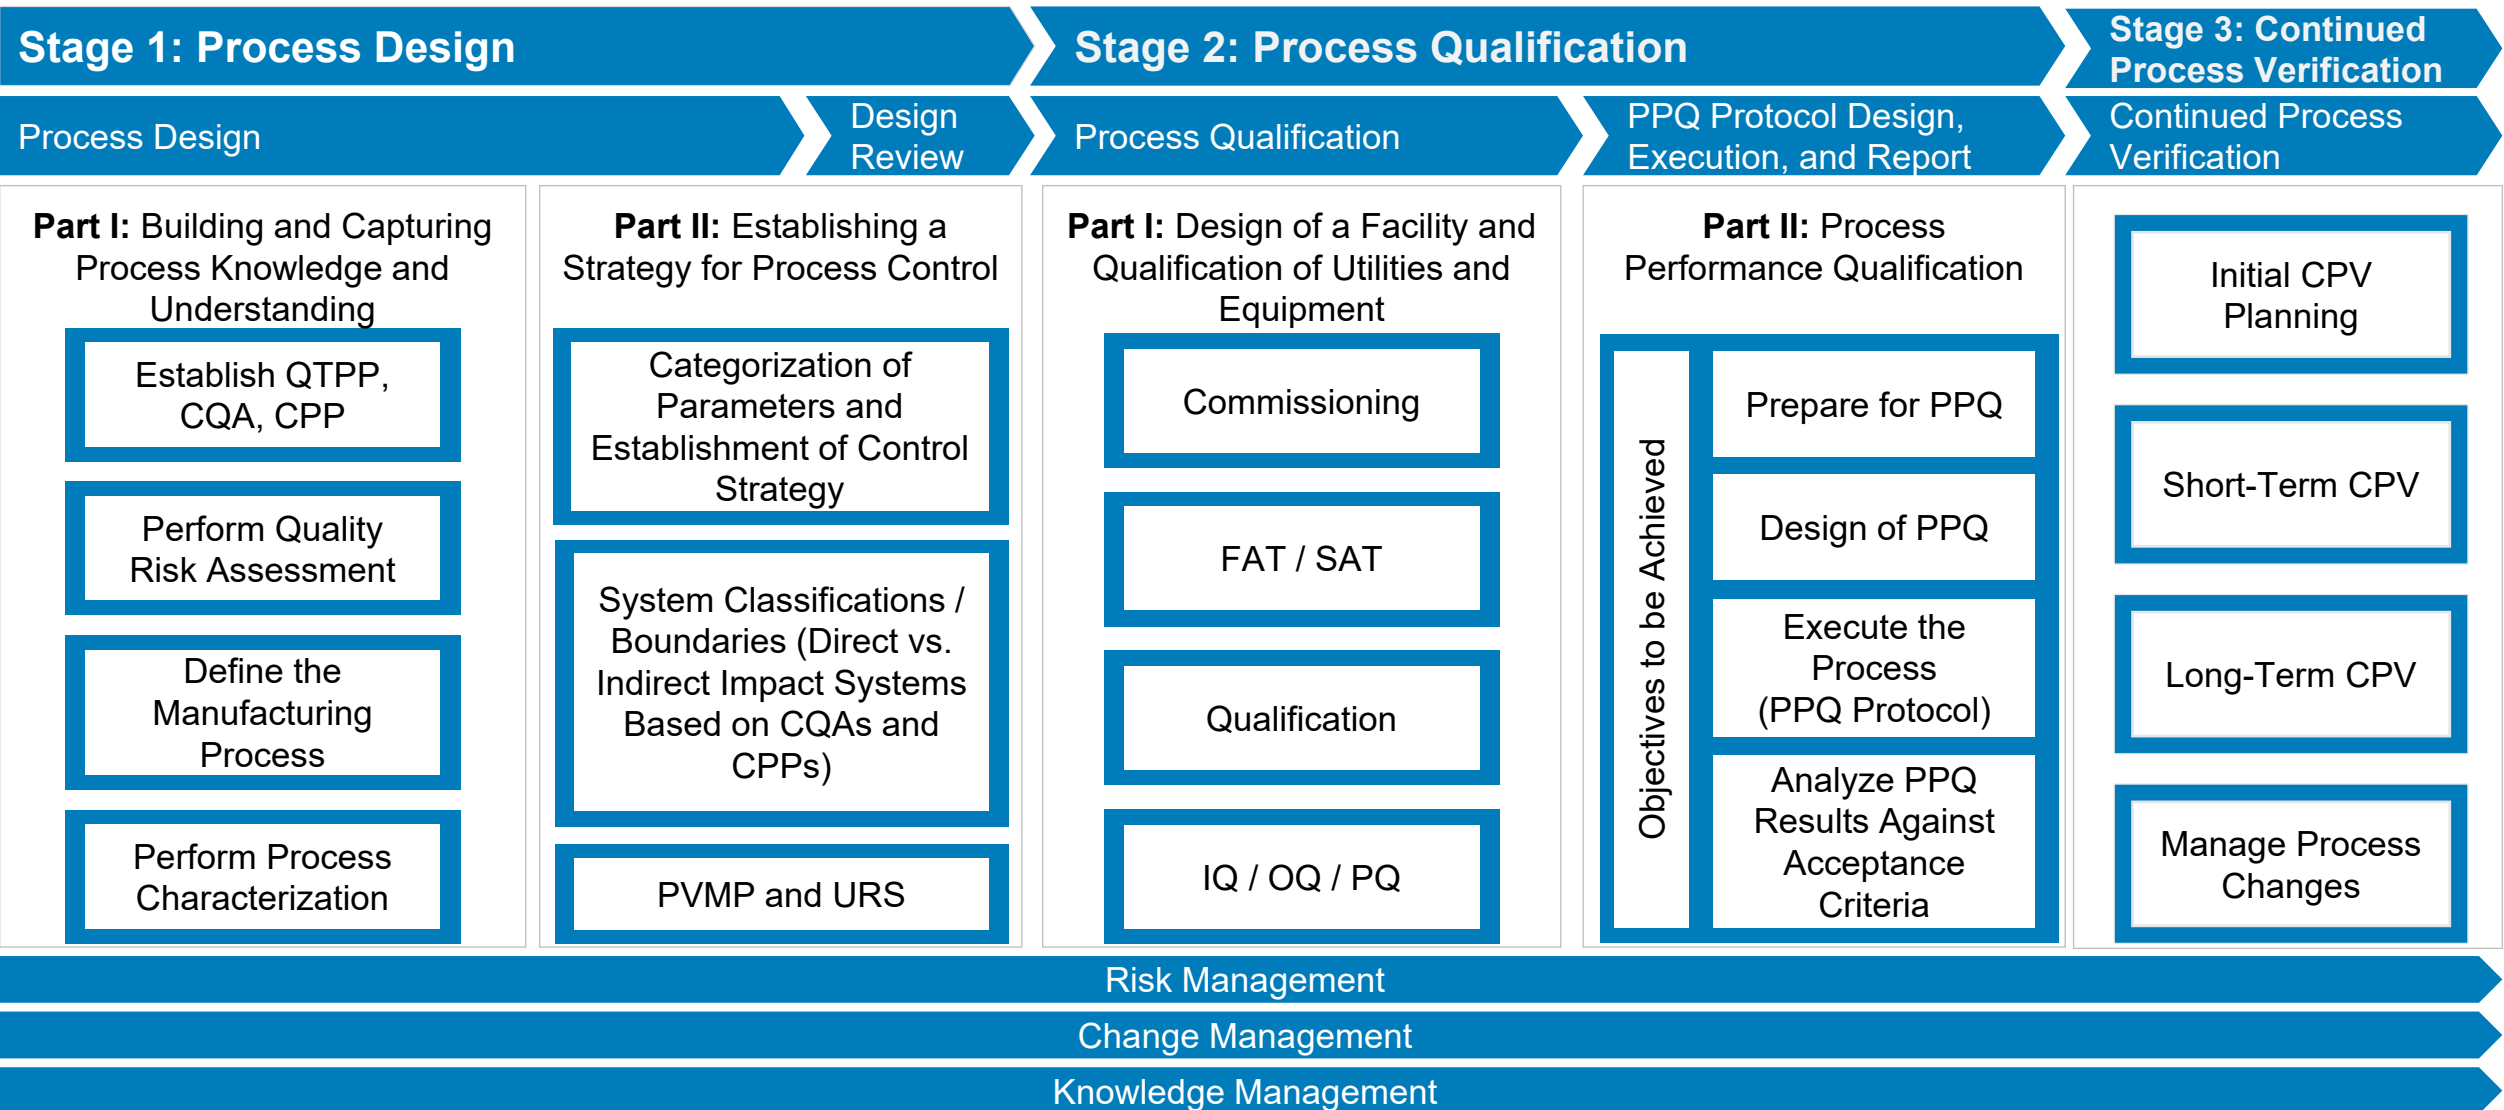 Stage 1: Process Design
Stage 2: Process Qualification
Stage 3: Continued
Process Verification
Process Design
Design
Review
Process Qualification
PPQ Protocol Design,
Execution, and Report
Continued Process
Verification
Part I: Building and Capturing
Process Knowledge and
Understanding
Establish QTPP,
CQA, CPP
Perform Quality
Risk Assessment
Define the
Manufacturing
Process
Perform Process
Characterization
Part II: Establishing a
Strategy for Process Control
Categorization of
Parameters and
Establishment of Control
Strategy
System Classifications /
Boundaries (Direct vs.
Indirect Impact Systems
Based on CQAs and
CPPs)
PVMP and URS
Part I: Design of a Facility and
Qualification of Utilities and
Equipment
Commissioning
FAT / SAT
Qualification
IQ / OQ / PQ
Part II: Process
Performance Qualification
Objectives to be Achieved
Prepare for PPQ
Design of PPQ
Execute the
Process
(PPQ Protocol)
Analyze PPQ
Results Against
Acceptance
Criteria
Initial CPV
Planning
Short-Term CPV
Long-Term CPV
Manage Process
Changes
Risk Management
Change Management
Knowledge Management